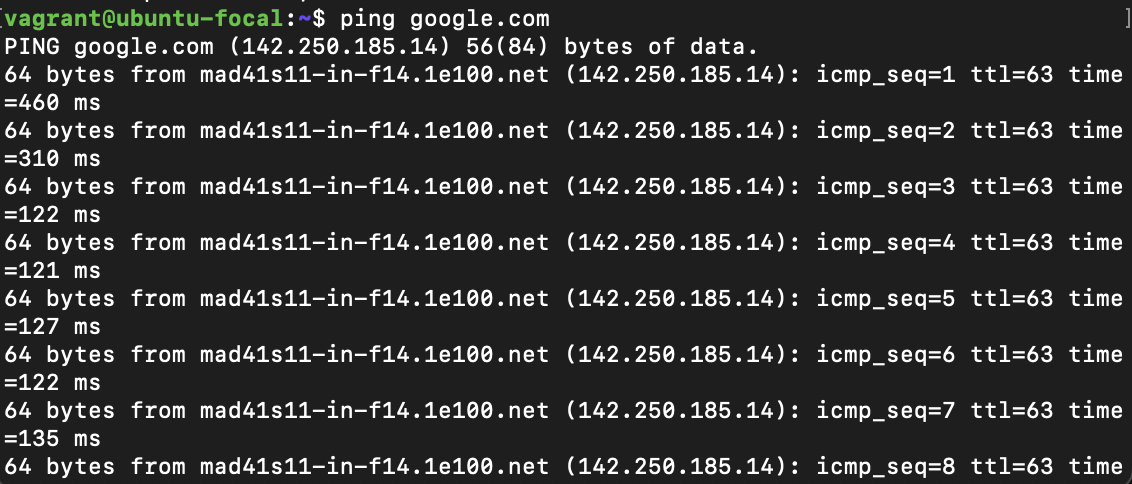 [vagrant@ubuntu-focal:~$ ping google.com ]
PING google.com (142.250.185.14) 56(84) bytes of data.
64 bytes from mad41s11-in-f14.1e100.net (142.250.185.14): icmp_seq=1 ttl=63 time
=460 ms
64 bytes from mad41s11-in-f14.1e100.net (142.250.185.14): icmp_seq=2 ttl=63 time
=310 ms
64 bytes from mad41s11-in-f14.1e100.net (142.250.185.14): icmp_seq=3 ttl=63 time
=122 ms
64 bytes from mad41s11-in-f14.1e100.net (142.250.185.14): icmp_seq=4 ttl=63 time
=121 ms
64 bytes from mad41s11-in-f14.1e100.net (142.250.185.14): icmp_seq=5 ttl=63 time
=127 ms
64 bytes from mad41s11-in-f14.1e100.net (142.250.185.14): icmp_seq=6 ttl=63 time
=122 ms
64 bytes from mad41s11-in-f14.1e100.net (142.250.185.14): icmp_seq=7 ttl=63 time
=135 ms
64 bytes from mad41s11-in-f14.1e100.net (142.250.185.14): icmp_seq=8 ttl=63 time